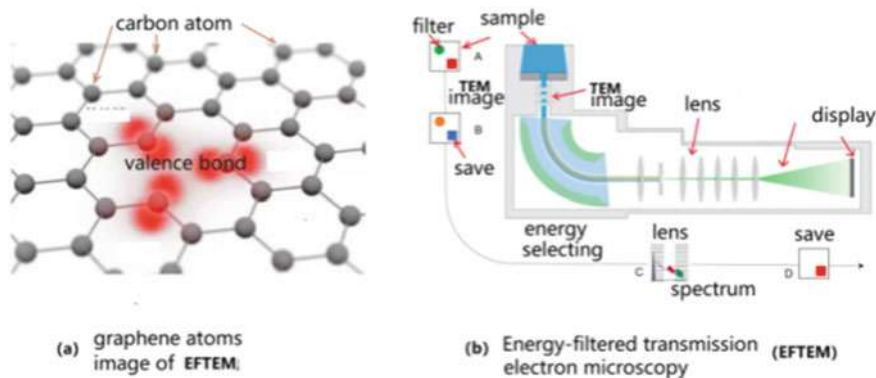 carbon atom
valence bond
(a) graphene atoms
image of EFTEM
filter
sample
A
TEM
image
B
save
TEM
image
lens
display
energy
selecting
lens
C
spectrum
save
D
(b) Energy-filtered transmission
electron microscopy
(EFTEM)